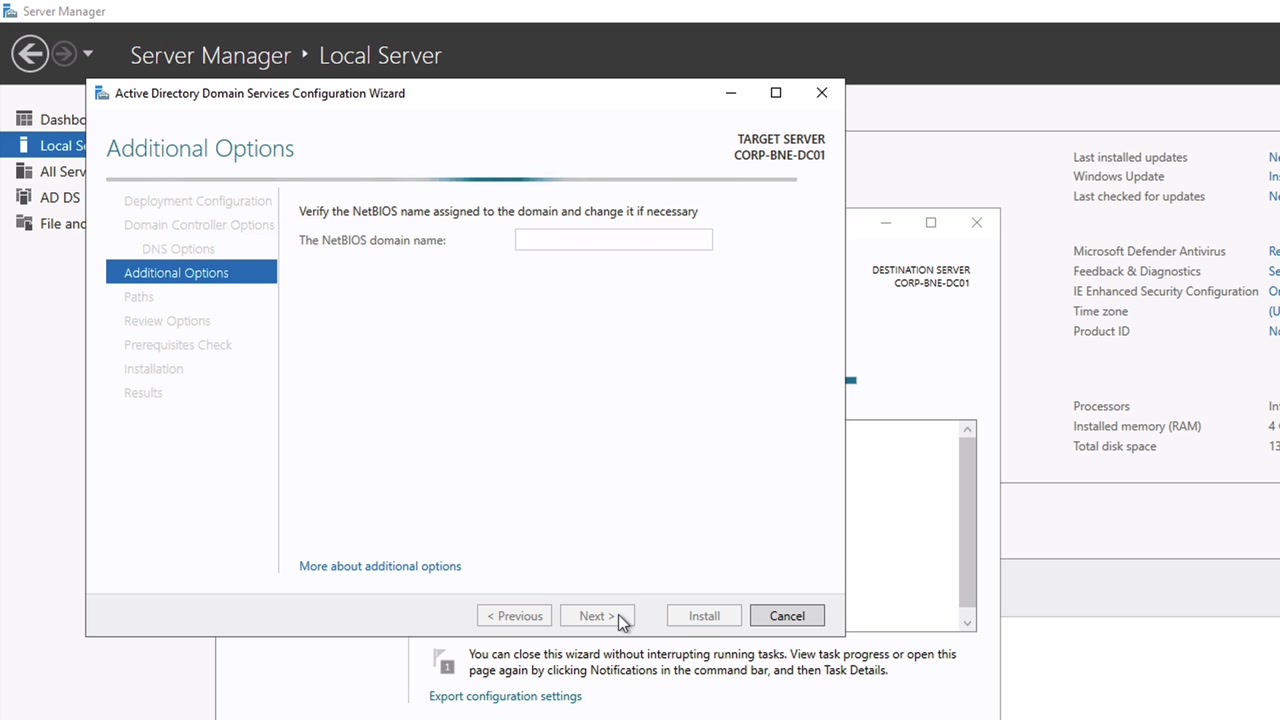 Server Manager
Server Manager ‣ Local Server
Active Directory Domain Services Configuration Wizard
Additional Options
TARGET SERVER
CORP-BNE-DC01
Deployment Configuration
Domain Controller Options
DNS Options
Additional Options
Paths
Review Options
Prerequisites Check
Installation
Results
Verify the NetBIOS name assigned to the domain and change it if necessary
The NetBIOS domain name:
More about additional options
< Previous
Next >
Install
Cancel
Dashbo
Local Se
All Serv
AD DS
File and
DESTINATION SERVER
CORP-BNE-DC01
1
You can close this wizard without interrupting running tasks. View task progress or open this
page again by clicking Notifications in the command bar, and then Task Details.
Export configuration settings
Last installed updates
Windows Update
Last checked for updates
Microsoft Defender Antivirus
Feedback & Diagnostics
IE Enhanced Security Configuration
Time zone
Product ID
Processors
Installed memory (RAM)
Total disk space